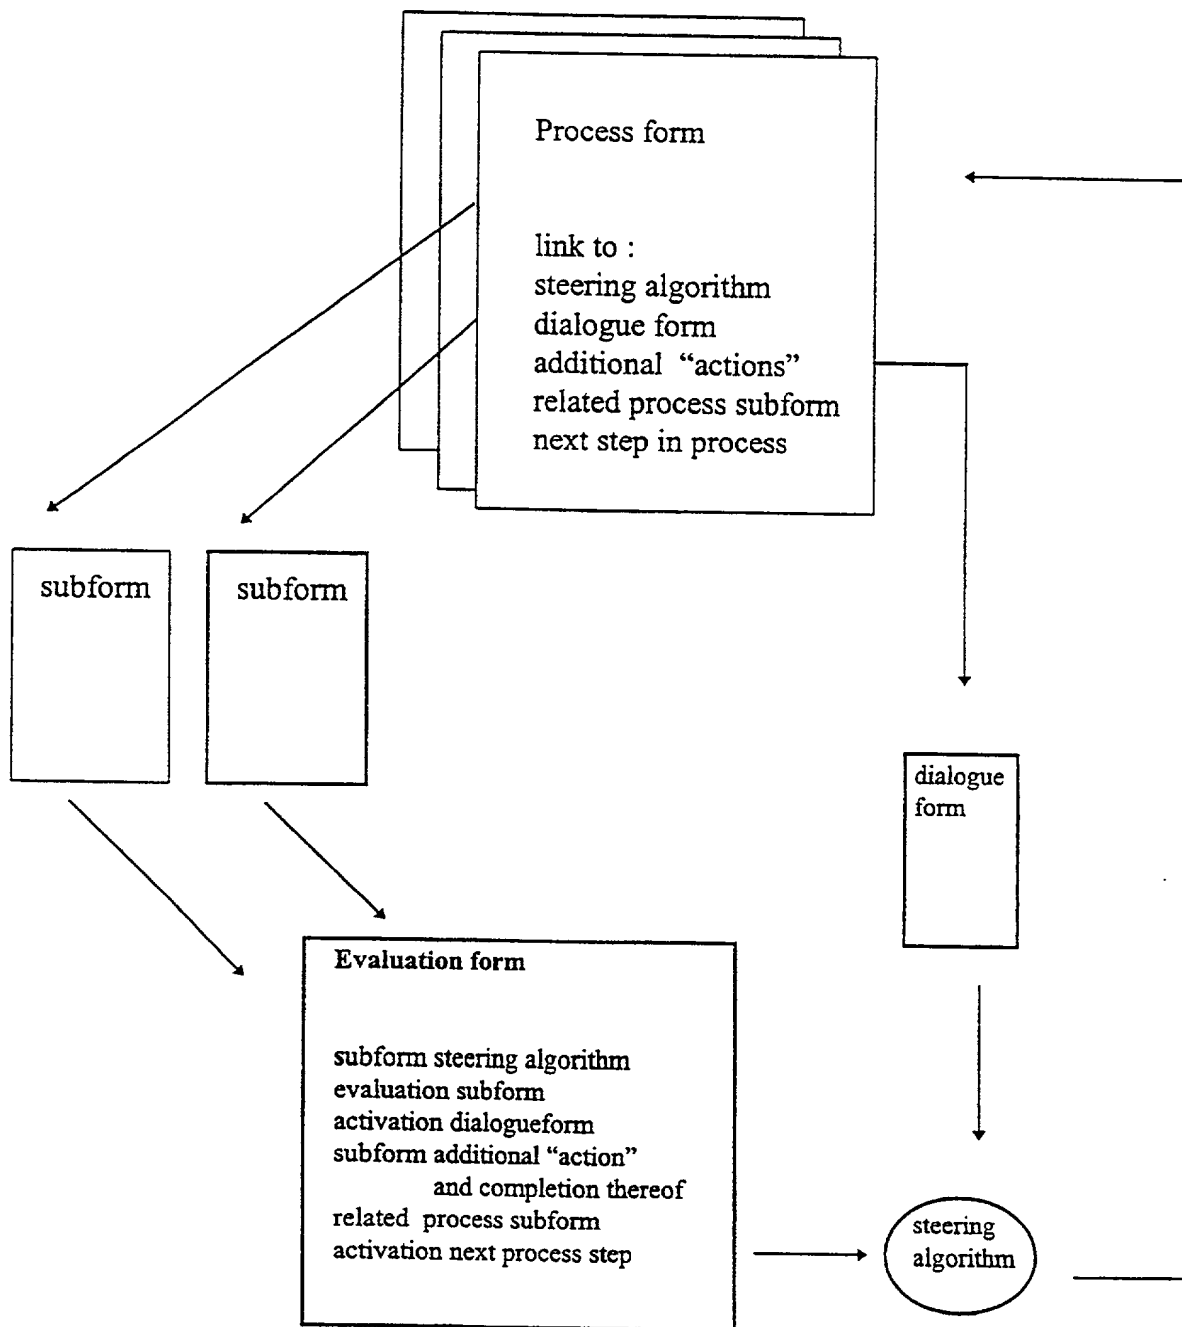 Process form
link to :
steering algorithm
dialogue form
additional “actions”
related process subform
next step in process
subform
subform
dialogue
form
Evaluation form
subform steering algorithm
evaluation subform
activation dialogueform
subform additional “action”
and completion thereof
related process subform
activation next process step
steering
algorithm